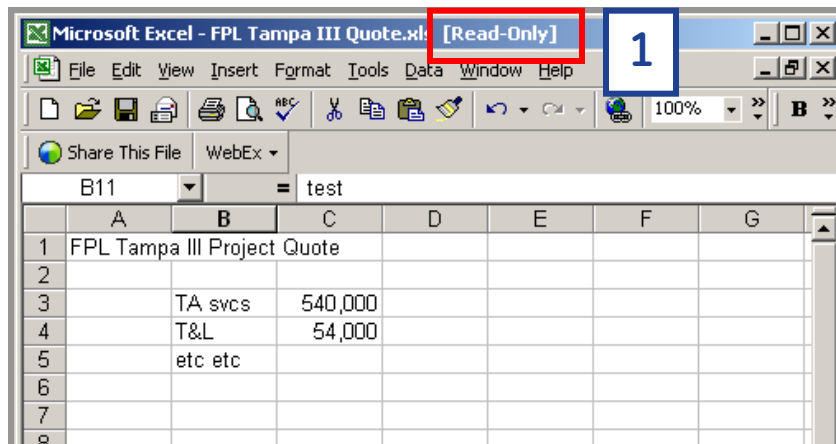 Microsoft Excel - FPL Tampa III Quote.xls [Read-Only]
1
File Edit View Insert Format Tools Data Window Help
ABC 100% » B »
Share This File WebEx
B11 = test
A B C D E F G
1 FPL Tampa III Project Quote
2
3 TA svcs 540,000
4 T&L 54,000
5 etc etc
6
7
8